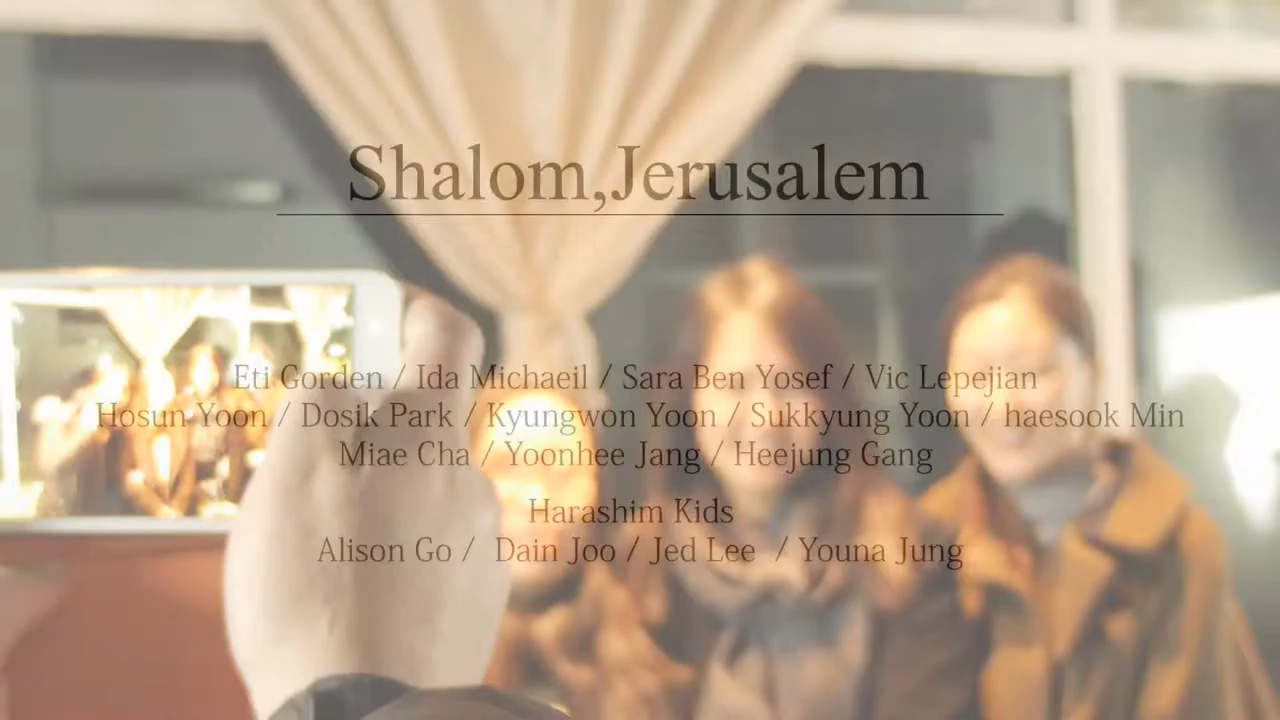 Shalom,Jerusalem
Eti Gorden / Ida Michaeil / Sara Ben Yosef / Vic Lepejian
Hosun Yoon / Dosik Park / Kyungwon Yoon / Sukkyung Yoon / haesook Min
Miae Cha / Yoonhee Jang / Heejung Gang
Harashim Kids
Alison Go / Dain Joo / Jed Lee / Youna Jung